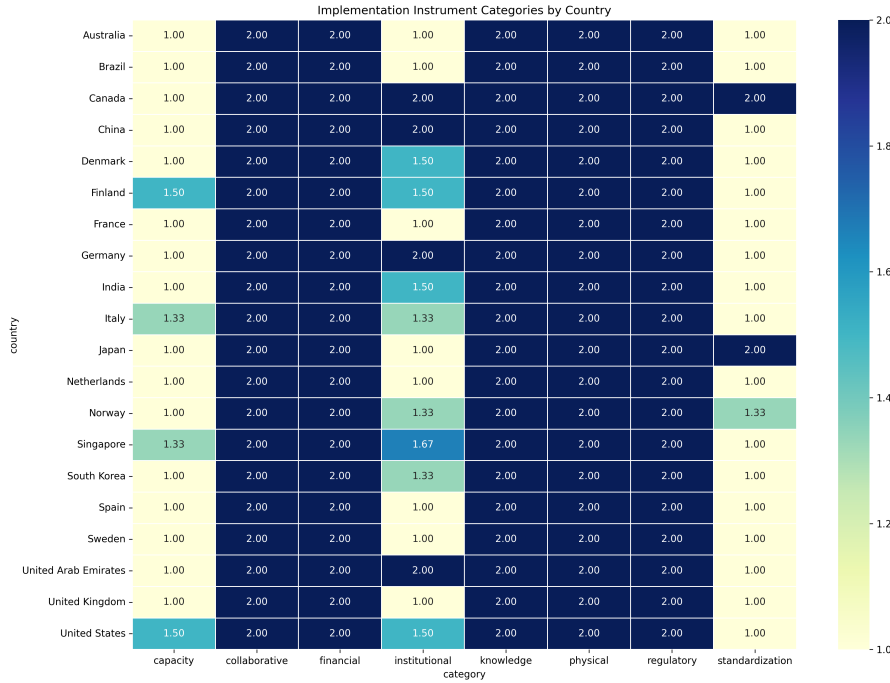 Implementation Instrument Categories by Country
Australia 1.00 2.00 2.00 1.00 2.00 2.00 2.00 1.00
Brazil 1.00 2.00 2.00 1.00 2.00 2.00 2.00 1.00
Canada 1.00 2.00 2.00 2.00 2.00 2.00 2.00 2.00
China 1.00 2.00 2.00 2.00 2.00 2.00 2.00 1.00
Denmark 1.00 2.00 2.00 1.50 2.00 2.00 2.00 1.00
Finland 1.50 2.00 2.00 1.50 2.00 2.00 2.00 1.00
France 1.00 2.00 2.00 1.00 2.00 2.00 2.00 1.00
Germany 1.00 2.00 2.00 2.00 2.00 2.00 2.00 1.00
India 1.00 2.00 2.00 1.50 2.00 2.00 2.00 1.00
Italy 1.33 2.00 2.00 1.33 2.00 2.00 2.00 1.00
Japan 1.00 2.00 2.00 1.00 2.00 2.00 2.00 2.00
Netherlands 1.00 2.00 2.00 1.00 2.00 2.00 2.00 1.00
Norway 1.00 2.00 2.00 1.33 2.00 2.00 2.00 1.33
Singapore 1.33 2.00 2.00 1.67 2.00 2.00 2.00 1.00
South Korea 1.00 2.00 2.00 1.33 2.00 2.00 2.00 1.00
Spain 1.00 2.00 2.00 1.00 2.00 2.00 2.00 1.00
Sweden 1.00 2.00 2.00 1.00 2.00 2.00 2.00 1.00
United Arab Emirates 1.00 2.00 2.00 2.00 2.00 2.00 2.00 1.00
United Kingdom 1.00 2.00 2.00 1.00 2.00 2.00 2.00 1.00
United States 1.50 2.00 2.00 1.50 2.00 2.00 2.00 1.00
capacity collaborative financial institutional knowledge physical regulatory standardization
category
country
2.0
1.8
1.6
1.4
1.2
1.0